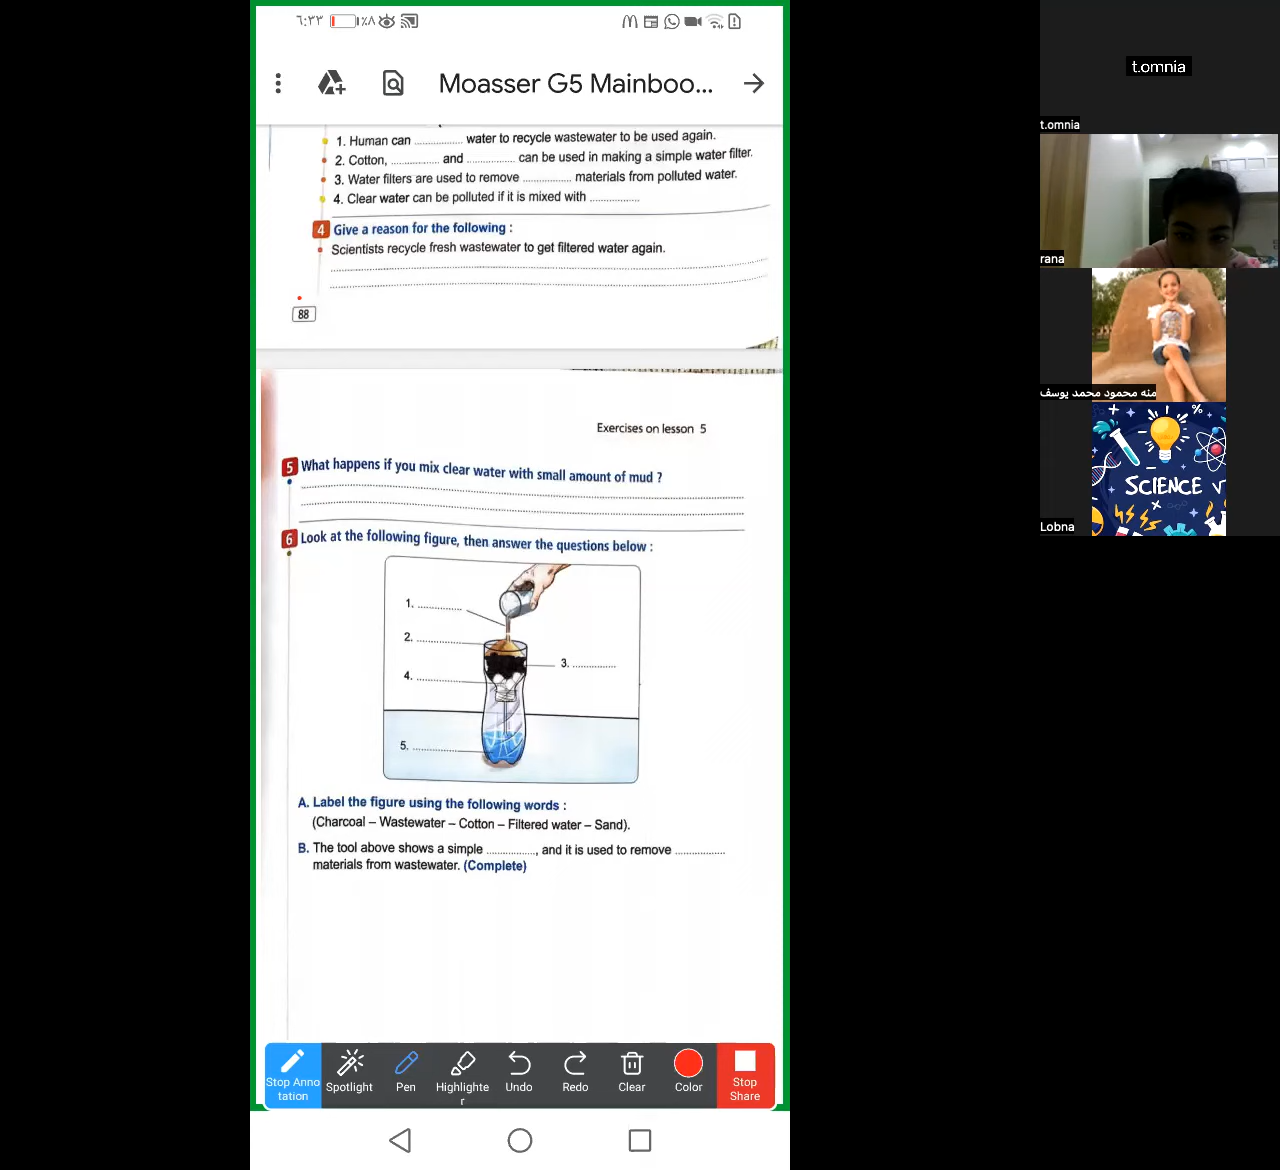 ٦:٣٣ ٪٨
Moasser G5 Mainboo...
1. Human can ............ water to recycle wastewater to be used again.
2. Cotton, ............ and ............ can be used in making a simple water filter.
3. Water filters are used to remove ............ materials from polluted water.
4. Clear water can be polluted if it is mixed with ............
4 Give a reason for the following :
Scientists recycle fresh wastewater to get filtered water again.
88
Exercises on lesson 5
5 What happens if you mix clear water with small amount of mud ?
6 Look at the following figure, then answer the questions below :
1. ............
2. ............
3. ............
4. ............
5. ............
A. Label the figure using the following words :
(Charcoal – Wastewater – Cotton – Filtered water – Sand).
B. The tool above shows a simple ............, and it is used to remove ............
materials from wastewater. (Complete)
Stop Anno
tation
Spotlight
Pen
Highlighte
r
Undo
Redo
Clear
Color
Stop
Share
t.omnia
t.omnia
rana
منه محمود محمد يوسف
SCIENCE
Lobna